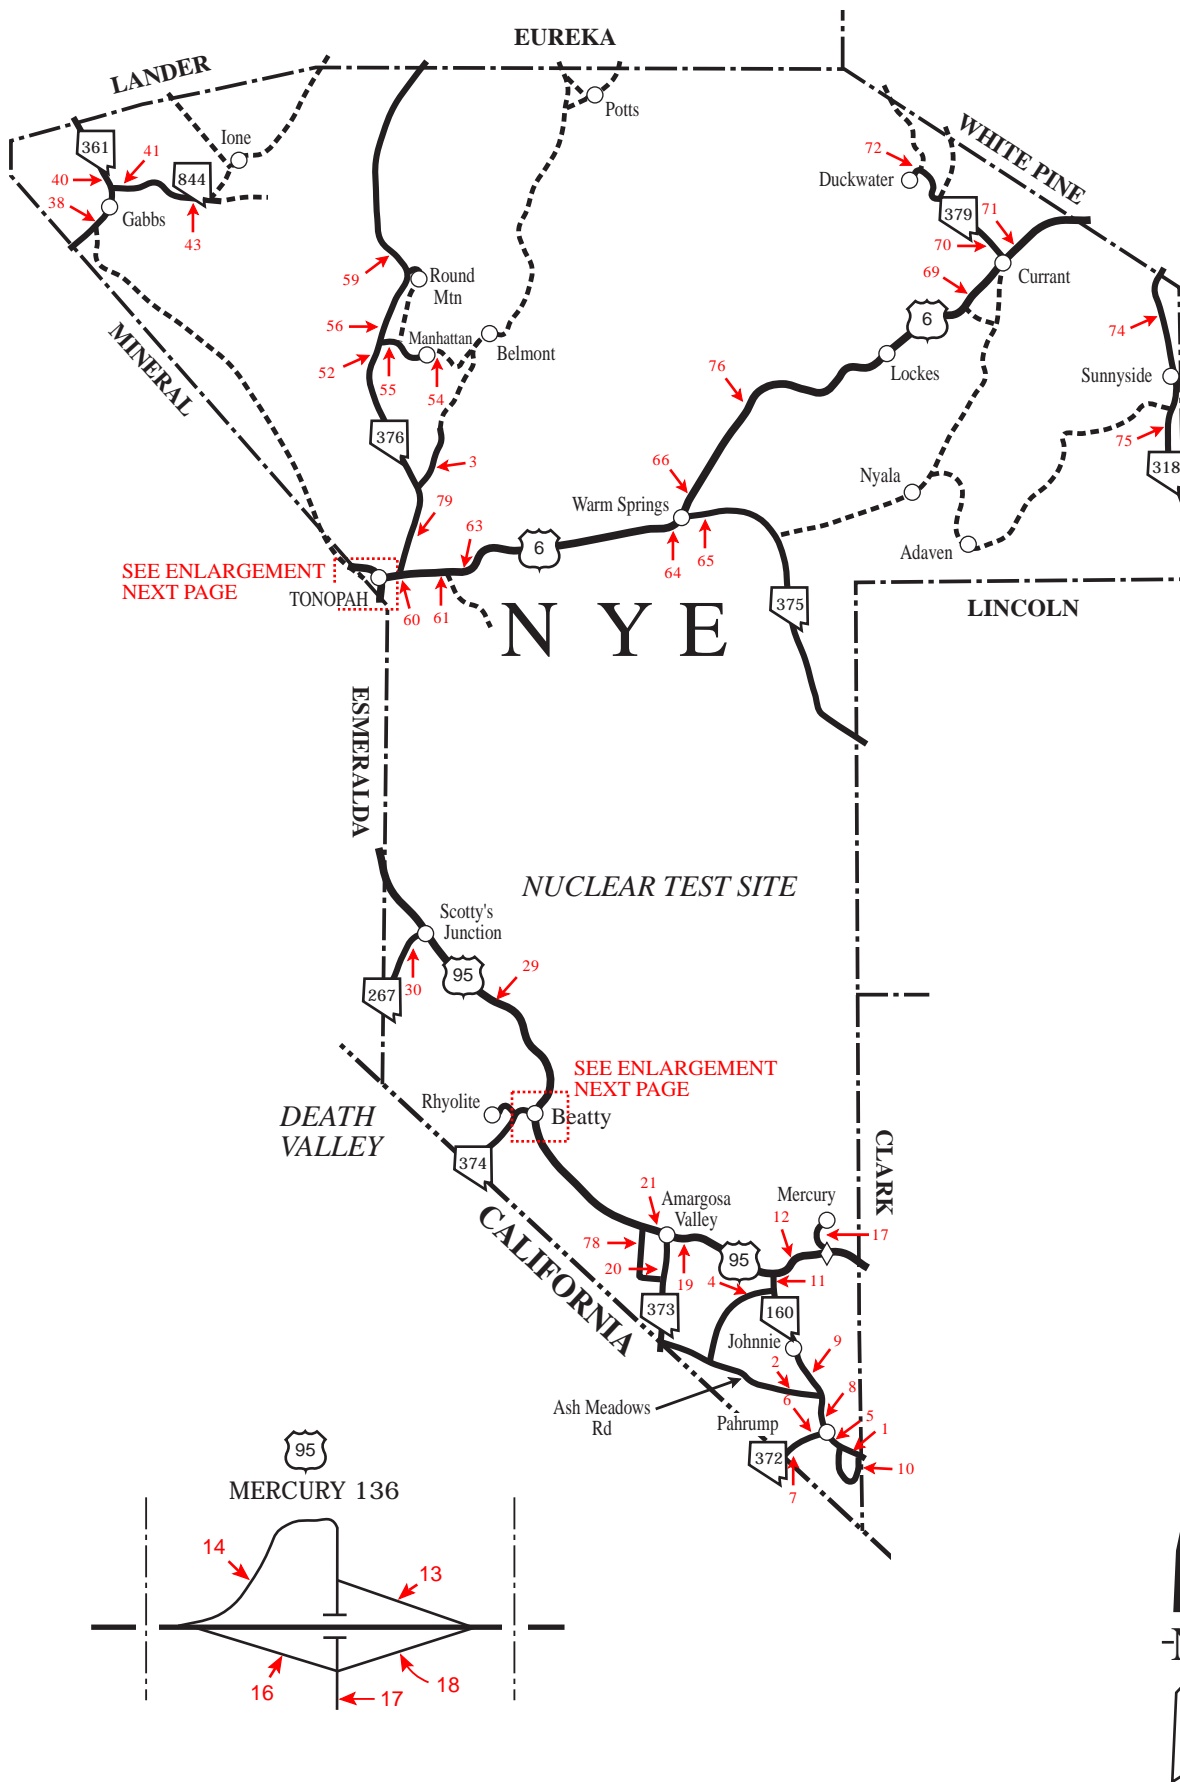 EUREKA
LANDER
WHITE PINE
Potts
Ione
361
41
844
40
38
Gabbs
43
72
Duckwater
379
71
70
69
Currant
59
Round
Mtn
56
Manhattan
Belmont
52
55
54
6
Lockes
74
Sunnyside
75
318
MINERAL
76
376
3
66
Nyala
79
Warm Springs
63
6
64
65
Adaven
SEE ENLARGEMENT
NEXT PAGE
TONOPAH
60
61
375
LINCOLN
NYE
ESMERALDA
NUCLEAR TEST SITE
Scotty's
Junction
30
267
95
29
SEE ENLARGEMENT
NEXT PAGE
Rhyolite
Beatty
DEATH
VALLEY
374
CLARK
21
Amargosa
Valley
Mercury
12
17
78
20
19
95
4
11
CALIFORNIA
373
160
Johnnie
9
2
8
Ash Meadows
Rd
6
Pahrump
5
1
372
10
7
95
MERCURY 136
14
13
16
18
17